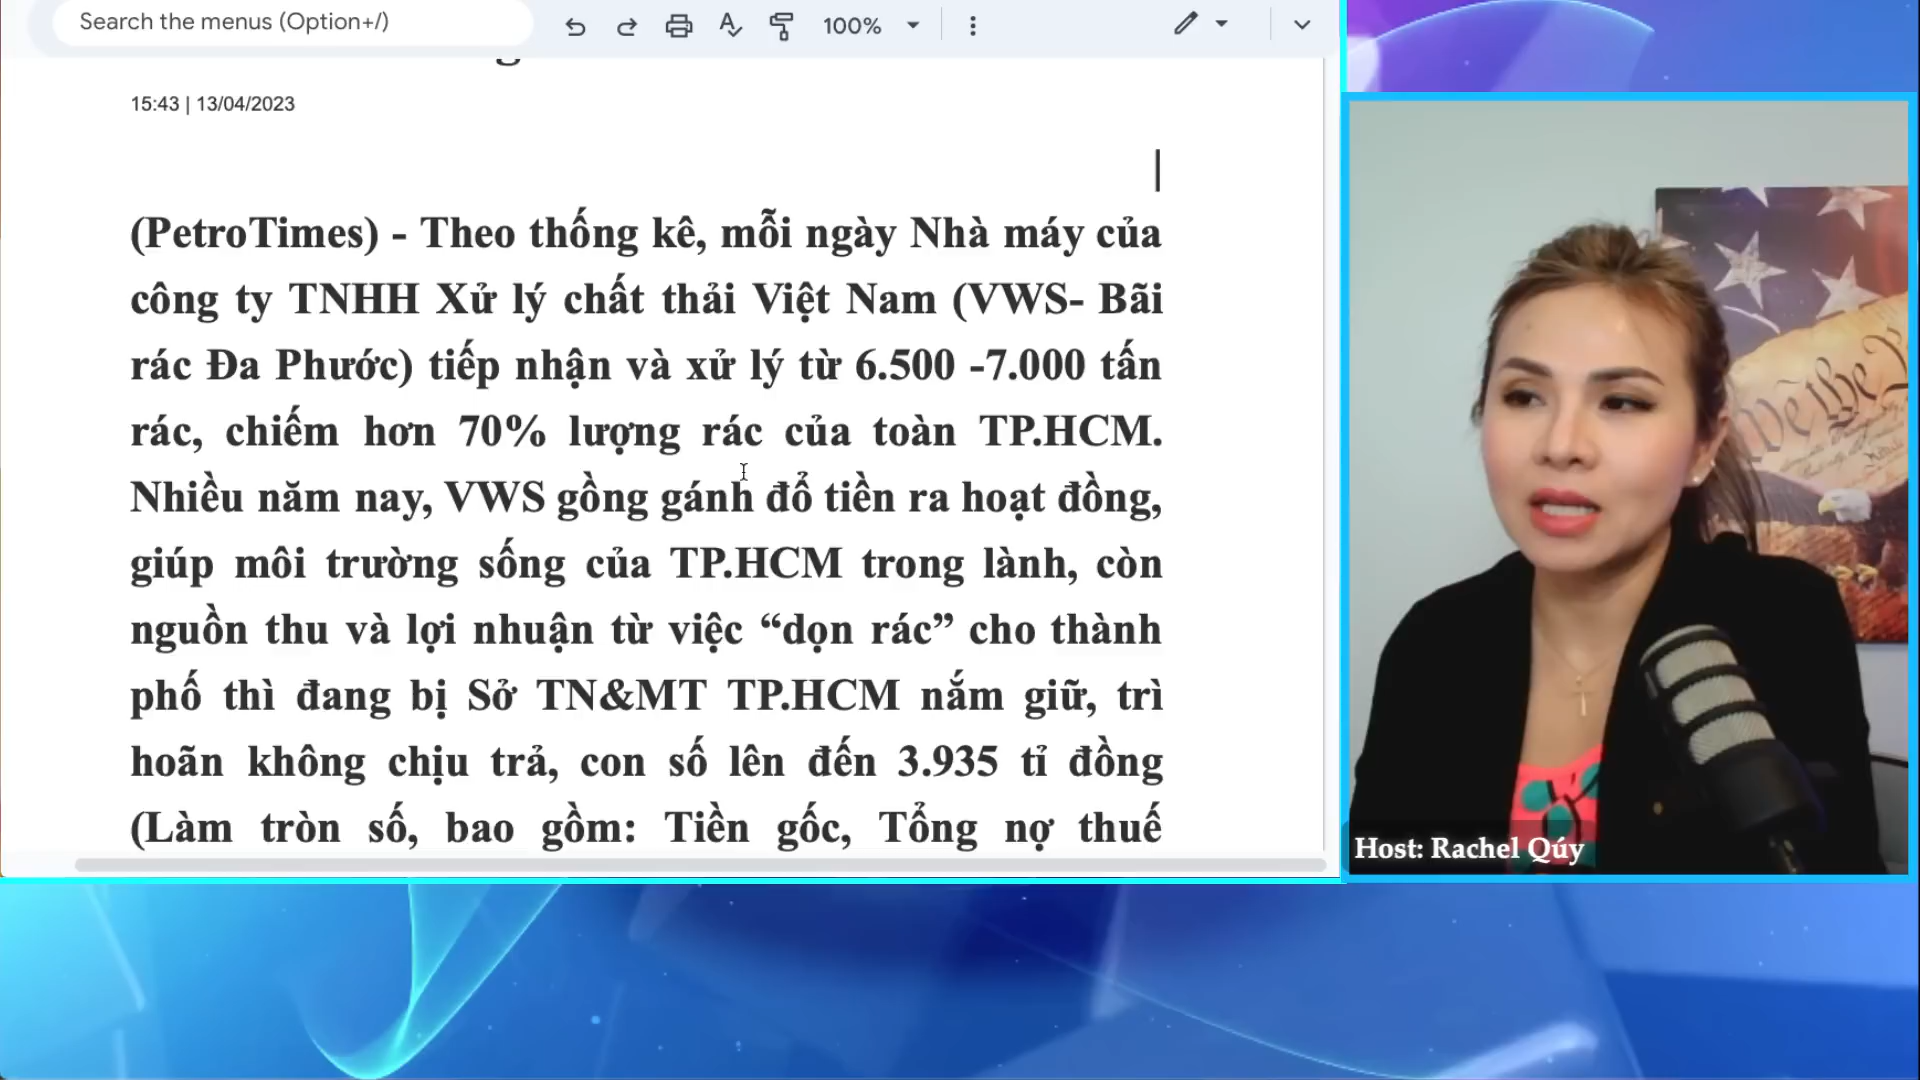 Search the menus (Option+/)
100%
15:43 | 13/04/2023
(PetroTimes) - Theo thống kê, mỗi ngày Nhà máy của
công ty TNHH Xử lý chất thải Việt Nam (VWS- Bãi
rác Đa Phước) tiếp nhận và xử lý từ 6.500 -7.000 tấn
rác, chiếm hơn 70% lượng rác của toàn TP.HCM.
Nhiều năm nay, VWS gồng gánh đổ tiền ra hoạt đồng,
giúp môi trường sống của TP.HCM trong lành, còn
nguồn thu và lợi nhuận từ việc “dọn rác” cho thành
phố thì đang bị Sở TN&MT TP.HCM nắm giữ, trì
hoãn không chịu trả, con số lên đến 3.935 tỉ đồng
(Làm tròn số, bao gồm: Tiền gốc, Tổng nợ thuế
We the Pe
Host: Rachel Qúy